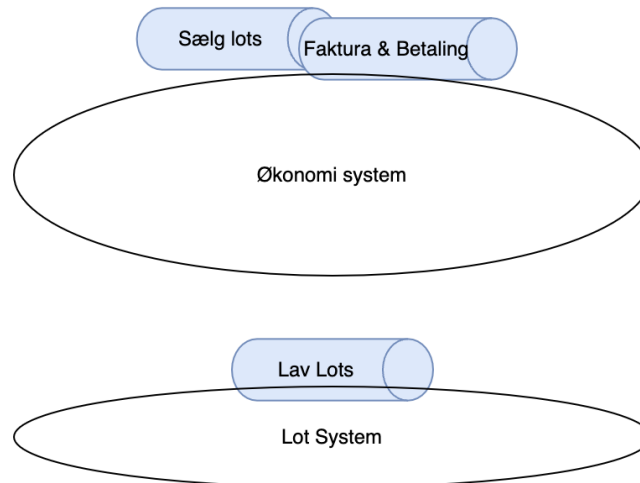 Sælg lots
Faktura & Betaling
Økonomi system
Lav Lots
Lot System